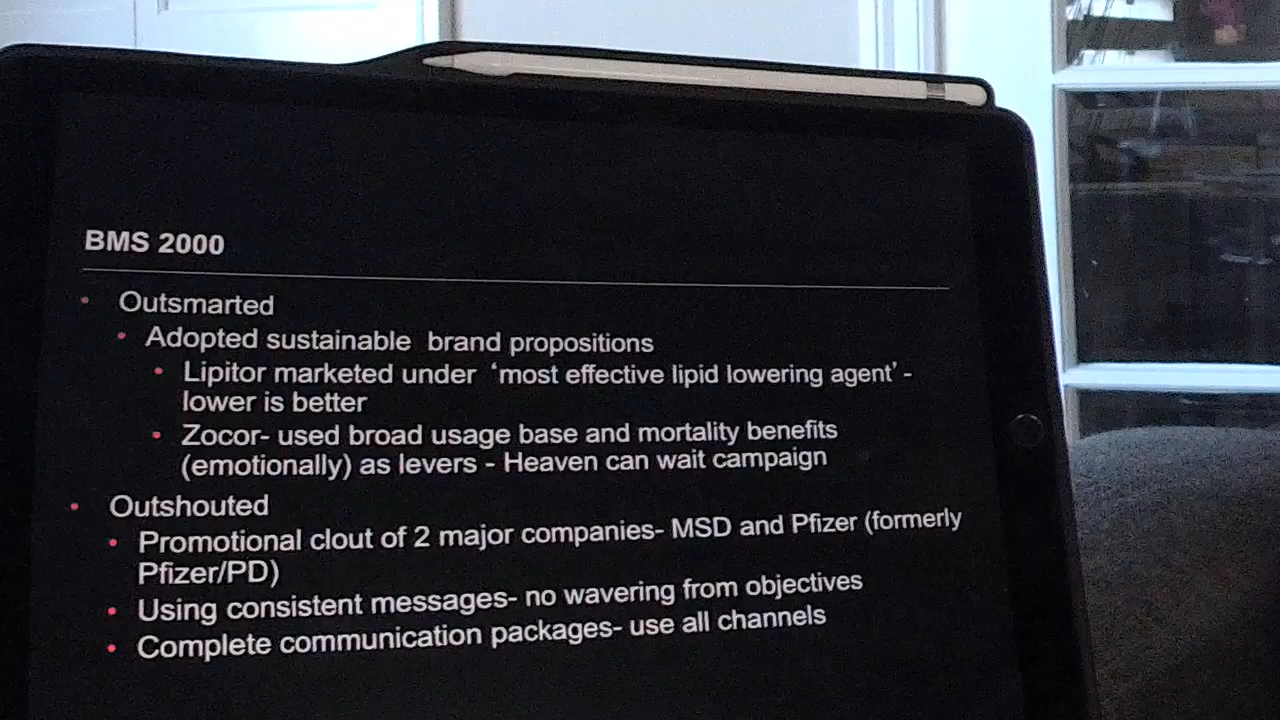 BMS 2000
• Outsmarted
• Adopted sustainable brand propositions
• Lipitor marketed under ‘most effective lipid lowering agent’ -
lower is better
• Zocor- used broad usage base and mortality benefits
(emotionally) as levers - Heaven can wait campaign
• Outshouted
• Promotional clout of 2 major companies- MSD and Pfizer (formerly
Pfizer/PD)
• Using consistent messages- no wavering from objectives
• Complete communication packages- use all channels